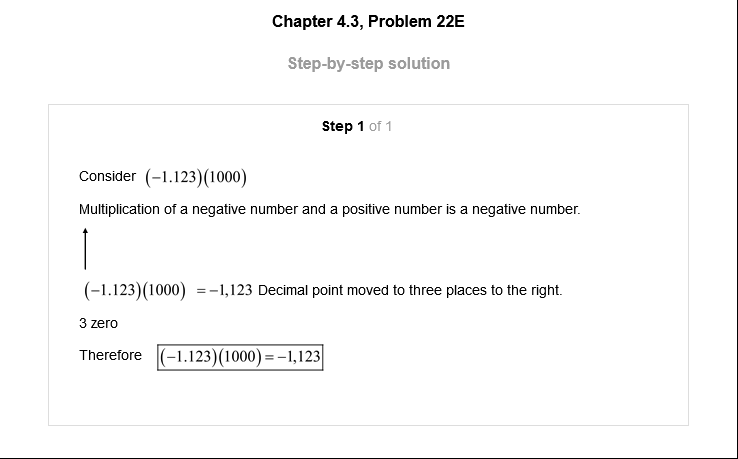 Chapter 4.3, Problem 22E
Step-by-step solution
Step 1 of 1
Consider (−1.123)(1000)
Multiplication of a negative number and a positive number is a negative number.
(−1.123)(1000) = −1,123 Decimal point moved to three places to the right.
3 zero
Therefore (−1.123)(1000) = −1,123